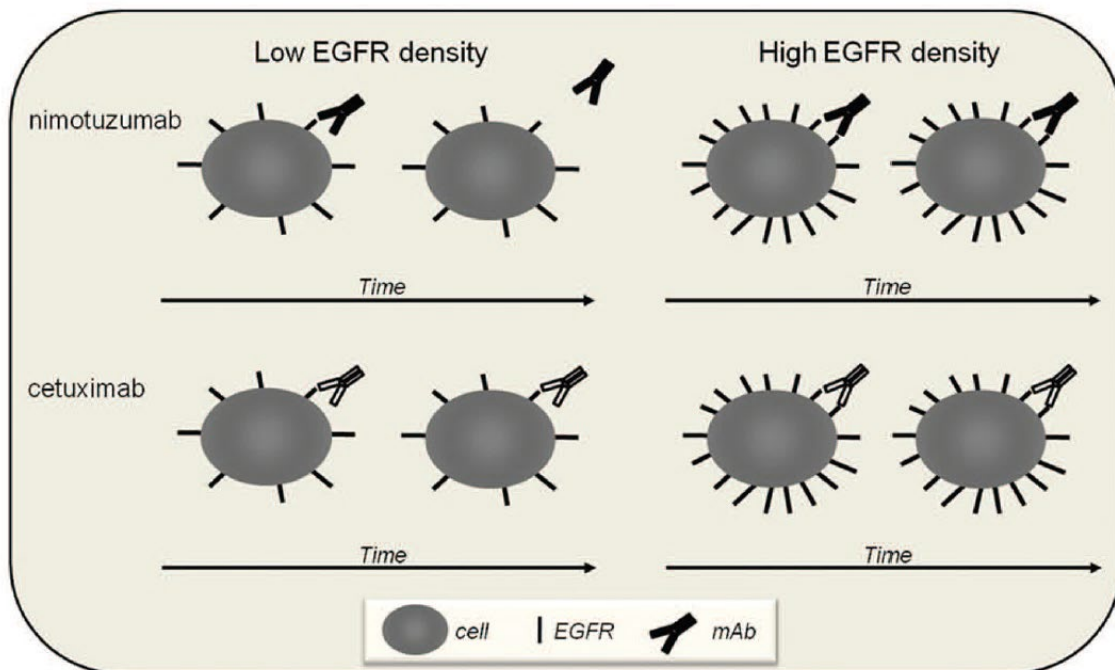 Low EGFR density
High EGFR density
nimotuzumab
Time
Time
cetuximab
Time
Time
cell
EGFR
mAb